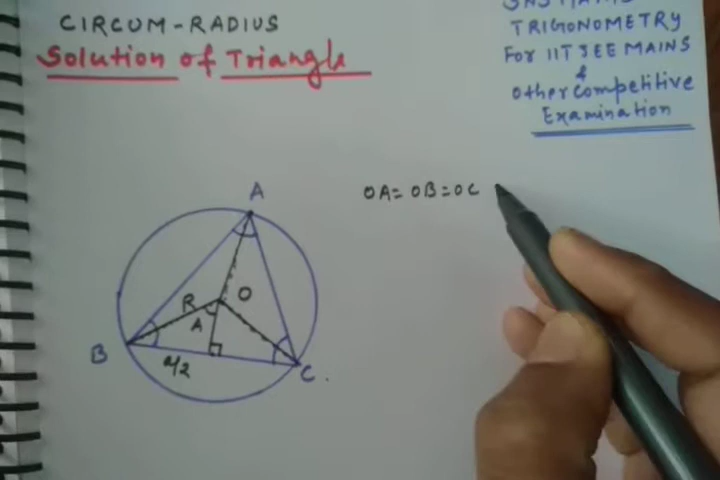 CIRCUM-RADIUS
Solution of Triangle
TRIGONOMETRY
For IIT JEE MAINS
&
Other Competitive
Examination
A
OA = OB = OC
R
O
A
B
a/2
C.